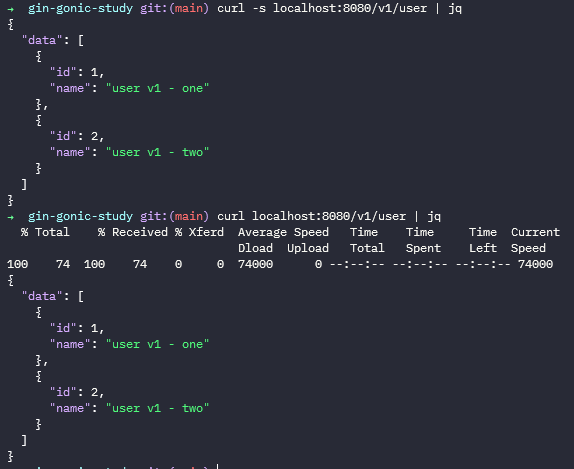 → gin-gonic-study git:(main) curl -s localhost:8080/v1/user | jq
{
  "data": [
    {
      "id": 1,
      "name": "user v1 - one"
    },
    {
      "id": 2,
      "name": "user v1 - two"
    }
  ]
}
→ gin-gonic-study git:(main) curl localhost:8080/v1/user | jq
  % Total    % Received % Xferd  Average Speed   Time    Time     Time  Current
                                 Dload  Upload   Total   Spent    Left  Speed
100    74  100    74    0     0  74000      0 --:--:-- --:--:-- --:--:-- 74000
{
  "data": [
    {
      "id": 1,
      "name": "user v1 - one"
    },
    {
      "id": 2,
      "name": "user v1 - two"
    }
  ]
}